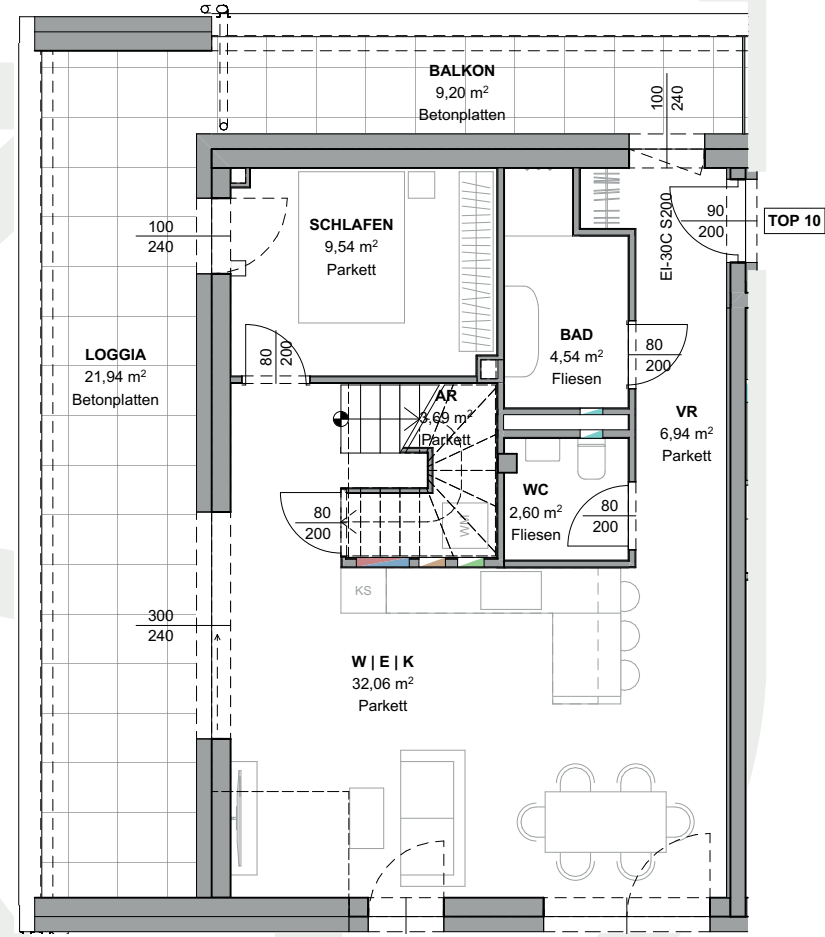 BALKON
9,20 m²
Betonplatten
100
240
EI-30C S200
90
200
TOP 10
SCHLAFEN
9,54 m²
Parkett
100
240
80
200
LOGGIA
21,94 m²
Betonplatten
BAD
4,54 m²
Fliesen
80
200
AR
3,69 m²
Parkett
VR
6,94 m²
Parkett
WC
2,60 m²
Fliesen
80
200
80
200
WM
KS
300
240
W | E | K
32,06 m²
Parkett